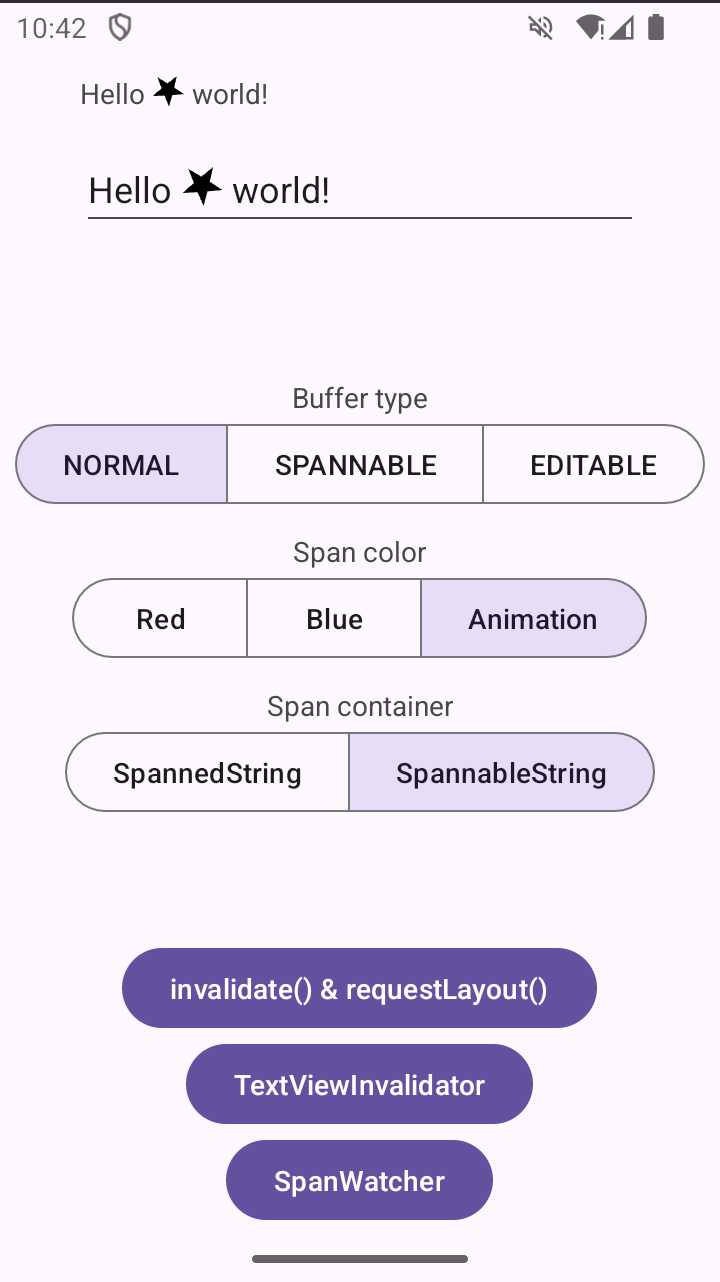 10:42
Hello ★ world!
Hello ★ world!
Buffer type
NORMAL SPANNABLE EDITABLE
Span color
Red Blue Animation
Span container
SpannedString SpannableString
invalidate() & requestLayout()
TextViewInvalidator
SpanWatcher